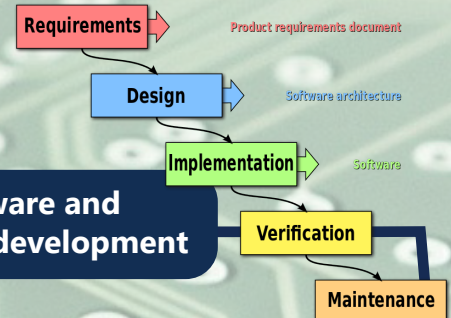 Requirements
Product requirements document
Design
Software architecture
Implementation
Software
ware and
development
Verification
Maintenance